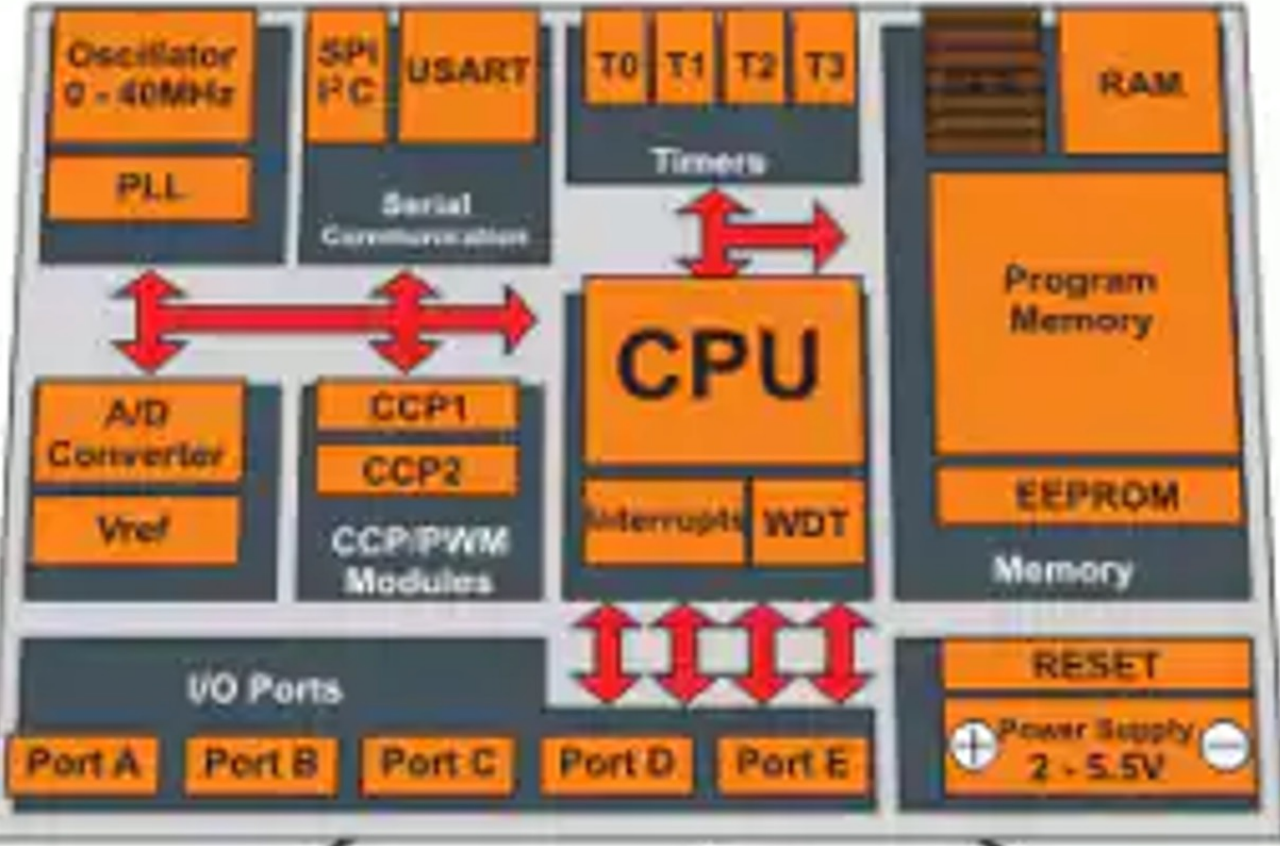 Oscillator
0 - 40MHz
PLL
SPI
I²C
USART
Serial
Communication
T0
T1
T2
T3
Timers
RAM
Program
Memory
EEPROM
Memory
A/D
Converter
Vref
CCP1
CCP2
CCP/PWM
Modules
CPU
Interrupts
WDT
I/O Ports
Port A
Port B
Port C
Port D
Port E
RESET
+
Power Supply
2 - 5.5V
−